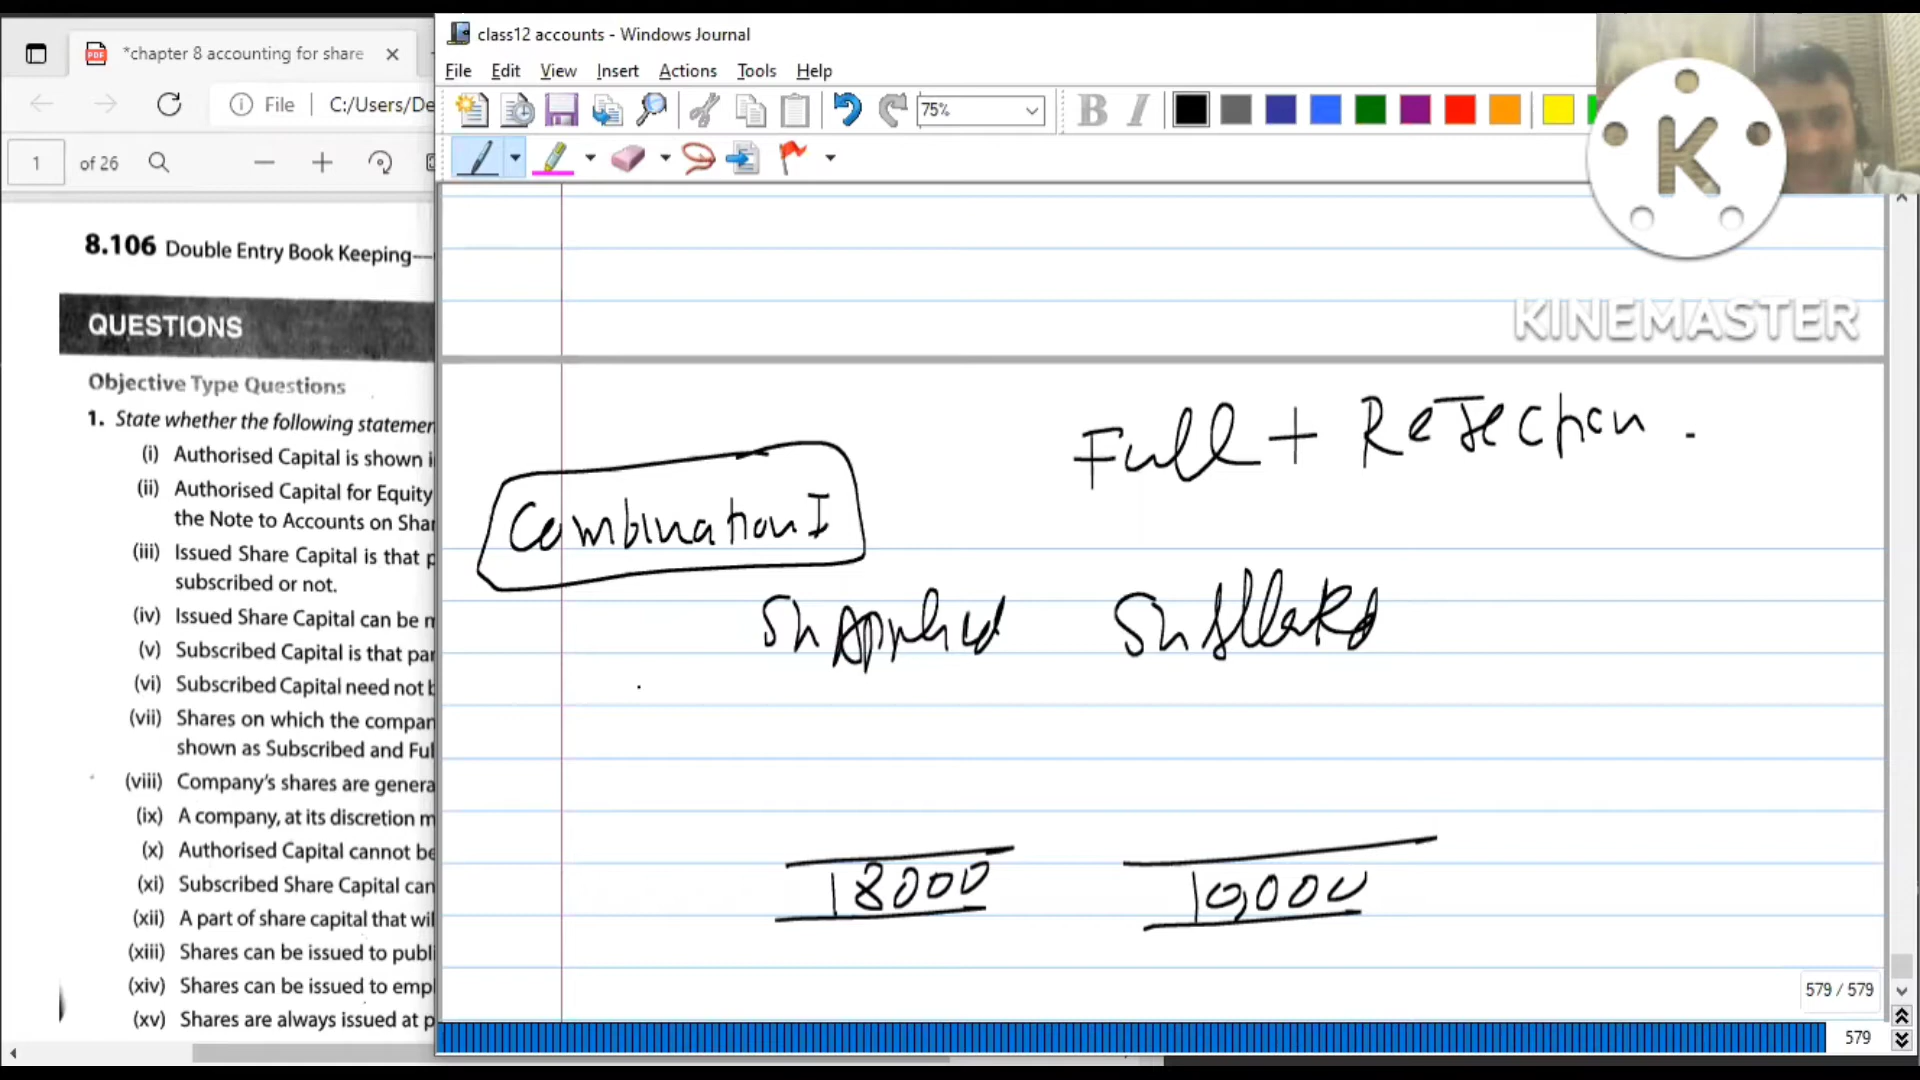 *chapter 8 accounting for share
class12 accounts - Windows Journal
File Edit View Insert Actions Tools Help
File C:/Users/De
75%
B I
1 of 26
K
KINEMASTER
8.106 Double Entry Book Keeping—
QUESTIONS
Objective Type Questions
1. State whether the following statemen
(i) Authorised Capital is shown i
(ii) Authorised Capital for Equity
the Note to Accounts on Shar
(iii) Issued Share Capital is that p
subscribed or not.
(iv) Issued Share Capital can be m
(v) Subscribed Capital is that par
(vi) Subscribed Capital need not b
(vii) Shares on which the compan
shown as Subscribed and Ful
(viii) Company's shares are genera
(ix) A company, at its discretion m
(x) Authorised Capital cannot be
(xi) Subscribed Share Capital can
(xii) A part of share capital that wil
(xiii) Shares can be issued to publi
(xiv) Shares can be issued to empl
(xv) Shares are always issued at p
Full + Rejection .
Combination I
Sh Applied Sh Allotted
18000 10,000
579 / 579
579